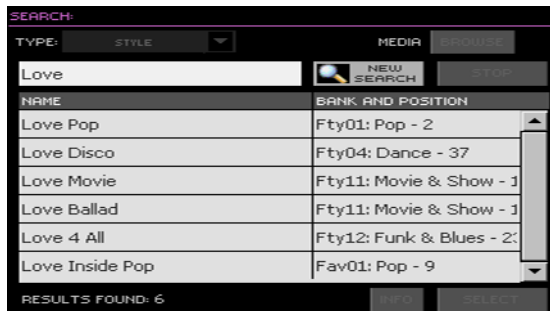 SEARCH:
TYPE: STYLE MEDIA BROWSE
Love NEW SEARCH STOP
NAME BANK AND POSITION
Love Pop Fty01: Pop - 2
Love Disco Fty04: Dance - 37
Love Movie Fty11: Movie & Show - 1
Love Ballad Fty11: Movie & Show - 1
Love 4 All Fty12: Funk & Blues -
Love Inside Pop Fav01: Pop - 9
RESULTS FOUND: 6 INFO SELECT